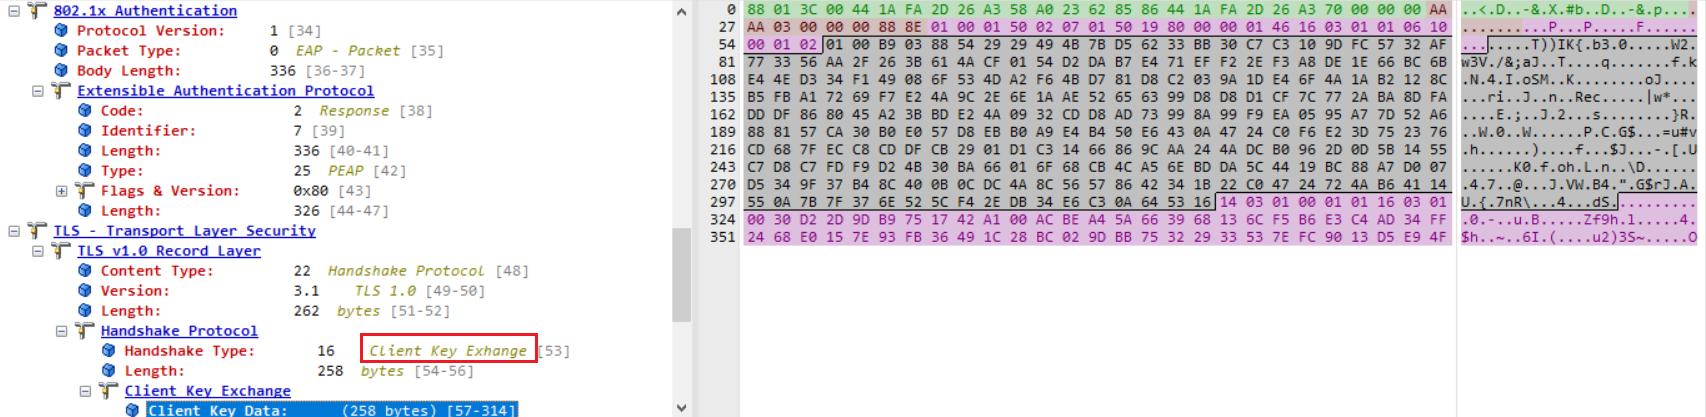 802.1x Authentication
Protocol Version: 1 [34]
Packet Type: 0 EAP - Packet [35]
Body Length: 336 [36-37]
Extensible Authentication Protocol
Code: 2 Response [38]
Identifier: 7 [39]
Length: 336 [40-41]
Type: 25 PEAP [42]
Flags & Version: 0x80 [43]
Length: 326 [44-47]
TLS - Transport Layer Security
TLS v1.0 Record Layer
Content Type: 22 Handshake Protocol [48]
Version: 3.1 TLS 1.0 [49-50]
Length: 262 bytes [51-52]
Handshake Protocol
Handshake Type: 16 Client Key Exhange [53]
Length: 258 bytes [54-56]
Client Key Exchange
Client Key Data: (258 bytes) [57-314]
0 88 01 3C 00 44 1A FA 2D 26 A3 58 A0 23 62 85 86 44 1A FA 2D 26 A3 70 00 00 00 AA
27 AA 03 00 00 00 88 8E 01 00 01 50 02 07 01 50 19 80 00 00 01 46 16 03 01 01 06 10
54 00 01 02 01 00 B9 03 88 54 29 29 49 4B 7B D5 62 33 BB 30 C7 C3 10 9D FC 57 32 AF
81 77 33 56 AA 2F 26 3B 61 4A CF 01 54 D2 DA B7 E4 71 EF F2 2E F3 A8 DE 1E 66 BC 6B
108 E4 4E D3 34 F1 49 08 6F 53 4D A2 F6 4B D7 81 D8 C2 03 9A 1D E4 6F 4A 1A B2 12 8C
135 B5 FB A1 72 69 F7 E2 4A 9C 2E 6E 1A AE 52 65 63 99 D8 D8 D1 CF 7C 77 2A BA 8D FA
162 DD DF 86 80 45 A2 3B BD E2 4A 09 32 CD D8 AD 73 99 8A 99 F9 EA 05 95 A7 7D 52 A6
189 88 81 57 CA 30 B0 E0 57 D8 EB B0 A9 E4 B4 50 E6 43 0A 47 24 C0 F6 E2 3D 75 23 76
216 CD 68 7F EC C8 CD DF CB 29 01 D1 C3 14 66 86 9C AA 24 4A DC B0 96 2D 0D 5B 14 55
243 C7 D8 C7 FD F9 D2 4B 30 BA 66 01 6F 68 CB 4C A5 6E BD DA 5C 44 19 BC 88 A7 D0 07
270 D5 34 9F 37 B4 8C 40 0B 0C DC 4A 8C 56 57 86 42 34 1B 22 C0 47 24 72 4A B6 41 14
297 55 0A 7B 7F 37 6E 52 5C F4 2E DB 34 E6 C3 0A 64 53 16 14 03 01 00 01 01 16 03 01
324 00 30 D2 2D 9D B9 75 17 42 A1 00 AC BE A4 5A 66 39 68 13 6C F5 B6 E3 C4 AD 34 FF
351 24 68 E0 15 7E 93 FB 36 49 1C 28 BC 02 9D BB 75 32 29 33 53 7E FC 90 13 D5 E9 4F
..<.D..-&.X.#b..D..-&.p....
...........P...P.....F.....
.........T))IK{.b3.0.....W2.
w3V./&;aJ..T....q......f.k
.N.4.I.oSM..K........oJ....
...ri..J..n..Rec.....|w*...
....E.;..J.2...s........}R.
..W.0..W......P.C.G$...=u#v
.h......)....f...$J...-.[.U
......K0.f.oh.L.n..\D......
.4.7..@...J.VW.B4.".G$rJ.A.
U.{.7nR\...4...dS.........
.0.-..u.B.....Zf9h.l.....4.
$h..~..6I.(....u2)3S~.....O